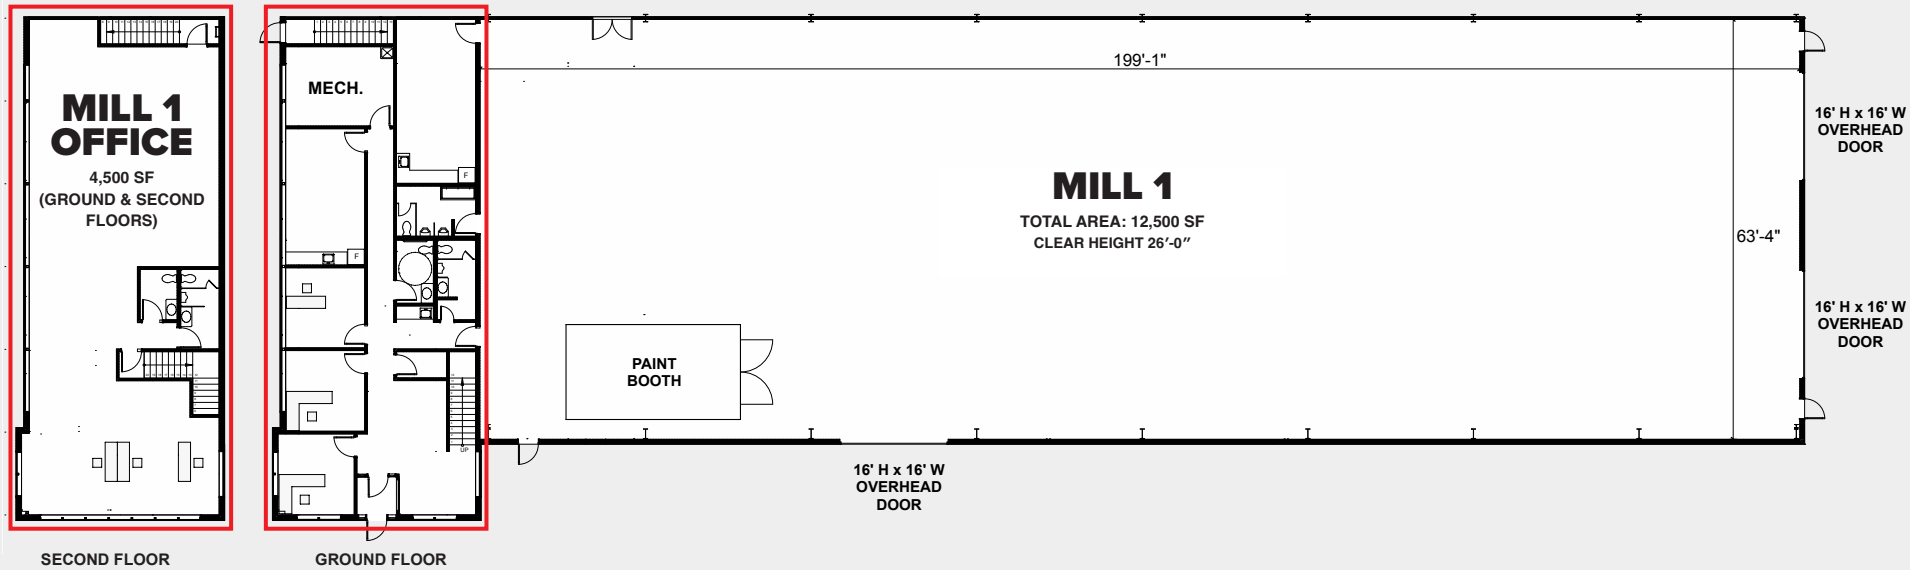 MILL 1
OFFICE
4,500 SF
(GROUND & SECOND
FLOORS)
SECOND FLOOR
MECH.
F
F
UP
GROUND FLOOR
199'-1"
MILL 1
TOTAL AREA: 12,500 SF
CLEAR HEIGHT 26′-0″
63'-4"
PAINT
BOOTH
16' H x 16' W
OVERHEAD
DOOR
16' H x 16' W
OVERHEAD
DOOR
16' H x 16' W
OVERHEAD
DOOR